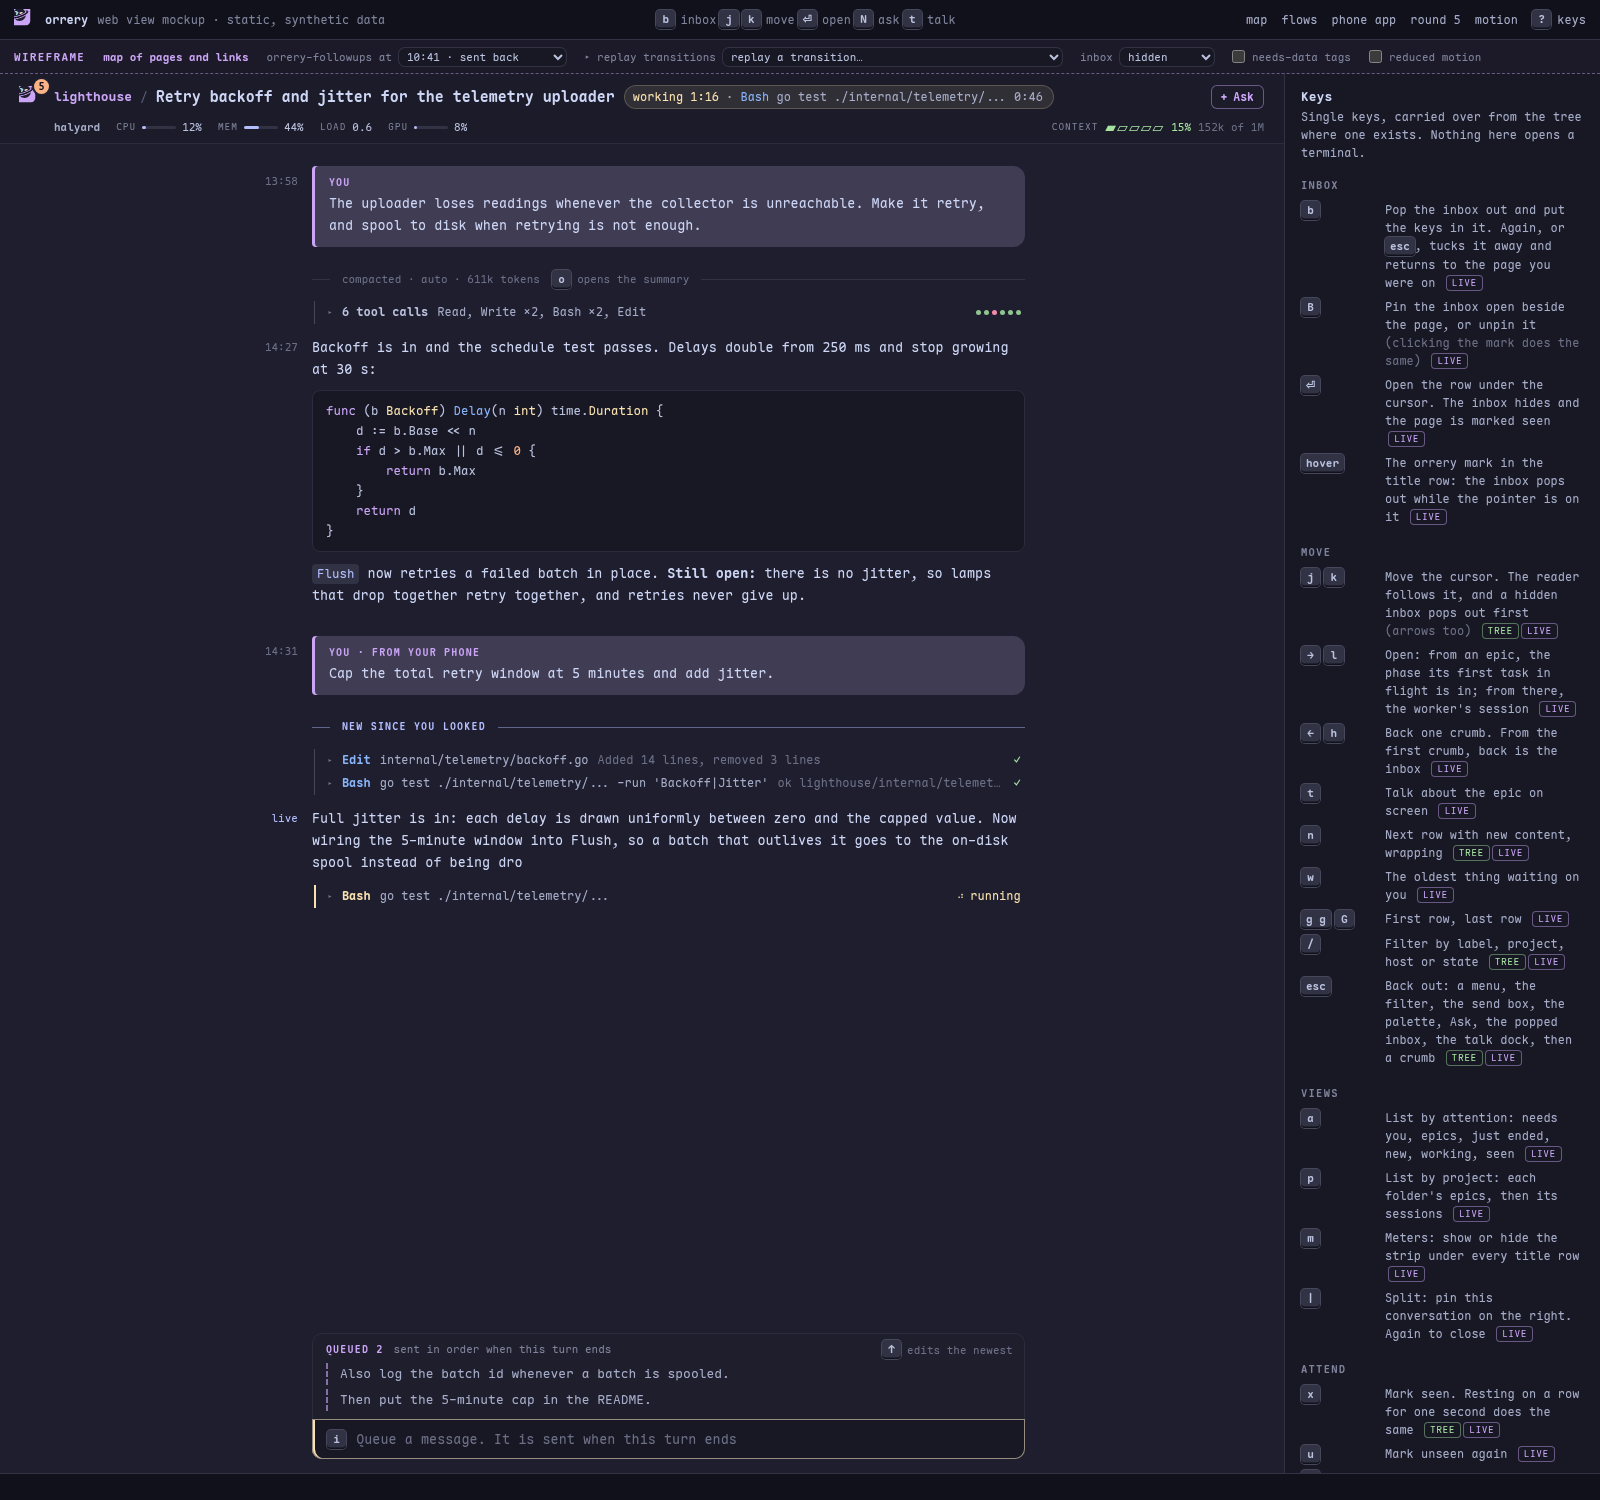 orrery web view mockup · static, synthetic data
b inbox j k move ⏎ open N ask t talk
map flows phone app round 5 motion ? keys
WIREFRAME map of pages and links orrery-followups at 10:41 · sent back ▸ replay transitions replay a transition… inbox hidden needs-data tags reduced motion
5
lighthouse / Retry backoff and jitter for the telemetry uploader working 1:16 · Bash go test ./internal/telemetry/... 0:46
+ Ask
halyard CPU 12% MEM 44% LOAD 0.6 GPU 8%
CONTEXT 15% 152k of 1M
13:58
YOU
The uploader loses readings whenever the collector is unreachable. Make it retry,
and spool to disk when retrying is not enough.
compacted · auto · 611k tokens o opens the summary
▸ 6 tool calls Read, Write ×2, Bash ×2, Edit
14:27
Backoff is in and the schedule test passes. Delays double from 250 ms and stop growing
at 30 s:
func (b Backoff) Delay(n int) time.Duration {
d := b.Base << n
if d > b.Max || d <= 0 {
return b.Max
}
return d
}
Flush now retries a failed batch in place. Still open: there is no jitter, so lamps
that drop together retry together, and retries never give up.
14:31
YOU · FROM YOUR PHONE
Cap the total retry window at 5 minutes and add jitter.
NEW SINCE YOU LOOKED
▸ Edit internal/telemetry/backoff.go Added 14 lines, removed 3 lines ✓
▸ Bash go test ./internal/telemetry/... -run 'Backoff|Jitter' ok lighthouse/internal/telemet… ✓
live
Full jitter is in: each delay is drawn uniformly between zero and the capped value. Now
wiring the 5-minute window into Flush, so a batch that outlives it goes to the on-disk
spool instead of being dro
▸ Bash go test ./internal/telemetry/... running
QUEUED 2 sent in order when this turn ends ↑ edits the newest
Also log the batch id whenever a batch is spooled.
Then put the 5-minute cap in the README.
i Queue a message. It is sent when this turn ends
Keys
Single keys, carried over from the tree
where one exists. Nothing here opens a
terminal.
INBOX
b Pop the inbox out and put
the keys in it. Again, or
esc, tucks it away and
returns to the page you
were on LIVE
B Pin the inbox open beside
the page, or unpin it
(clicking the mark does the
same) LIVE
⏎ Open the row under the
cursor. The inbox hides and
the page is marked seen
LIVE
hover The orrery mark in the
title row: the inbox pops
out while the pointer is on
it LIVE
MOVE
j k Move the cursor. The reader
follows it, and a hidden
inbox pops out first
(arrows too) TREE LIVE
→ l Open: from an epic, the
phase its first task in
flight is in; from there,
the worker's session LIVE
← h Back one crumb. From the
first crumb, back is the
inbox LIVE
t Talk about the epic on
screen LIVE
n Next row with new content,
wrapping TREE LIVE
w The oldest thing waiting on
you LIVE
g g G First row, last row LIVE
/ Filter by label, project,
host or state TREE LIVE
esc Back out: a menu, the
filter, the send box, the
palette, Ask, the popped
inbox, the talk dock, then
a crumb TREE LIVE
VIEWS
a List by attention: needs
you, epics, just ended,
new, working, seen LIVE
p List by project: each
folder's epics, then its
sessions LIVE
m Meters: show or hide the
strip under every title row
LIVE
| Split: pin this
conversation on the right.
Again to close LIVE
ATTEND
x Mark seen. Resting on a row
for one second does the
same TREE LIVE
u Mark unseen again LIVE